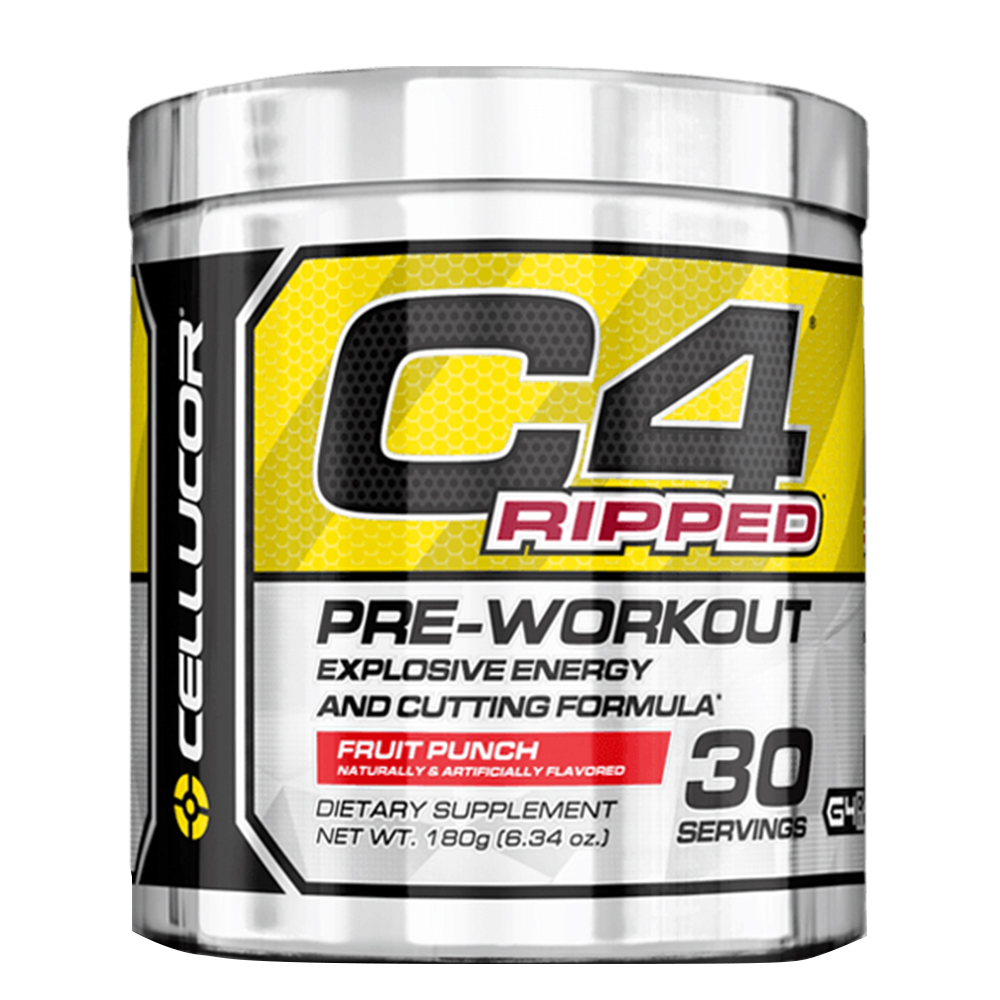 CELLUCOR®
C4®
RIPPED
PRE-WORKOUT
EXPLOSIVE ENERGY
AND CUTTING FORMULA*
FRUIT PUNCH
NATURALLY & ARTIFICIALLY FLAVORED
30
SERVINGS
DIETARY SUPPLEMENT
NET WT. 180g (6.34 oz.)
G4